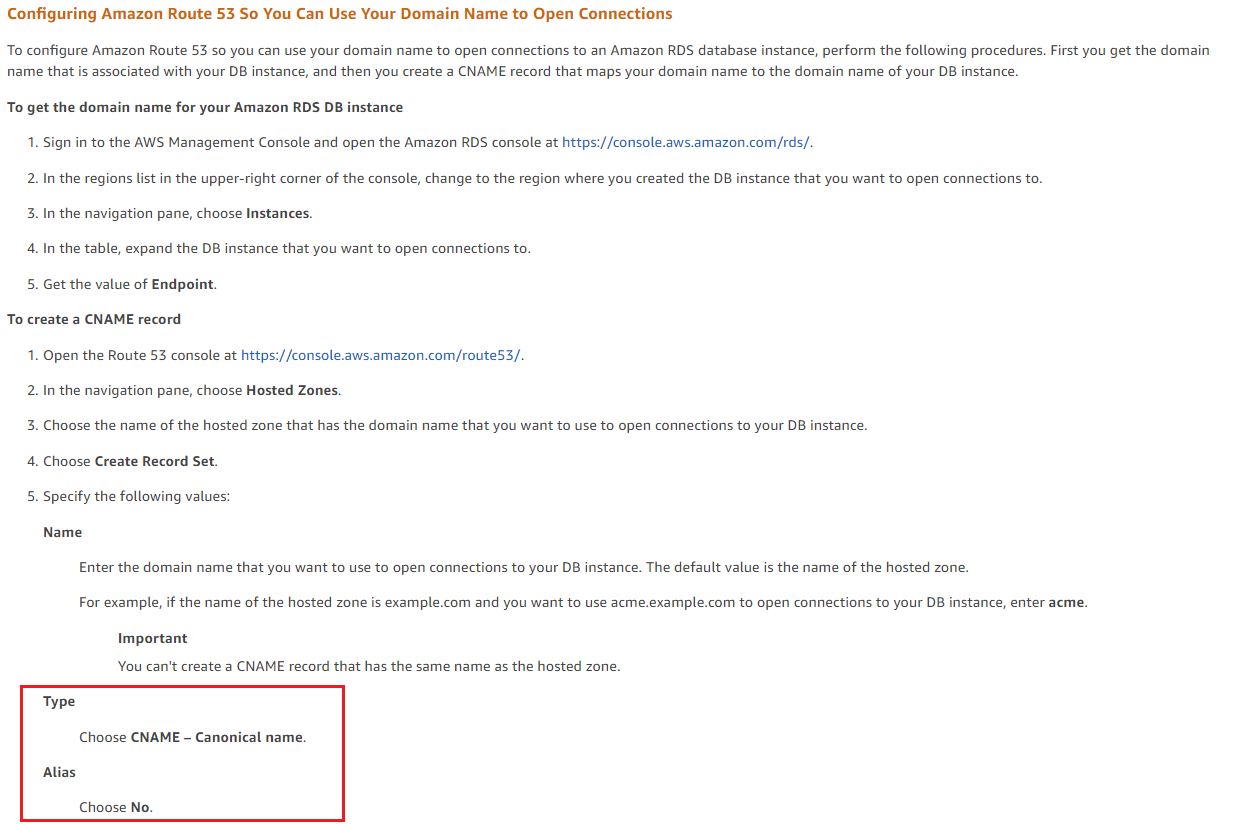 Configuring Amazon Route 53 So You Can Use Your Domain Name to Open Connections
To configure Amazon Route 53 so you can use your domain name to open connections to an Amazon RDS database instance, perform the following procedures. First you get the domain
name that is associated with your DB instance, and then you create a CNAME record that maps your domain name to the domain name of your DB instance.
To get the domain name for your Amazon RDS DB instance
1. Sign in to the AWS Management Console and open the Amazon RDS console at https://console.aws.amazon.com/rds/.
2. In the regions list in the upper-right corner of the console, change to the region where you created the DB instance that you want to open connections to.
3. In the navigation pane, choose Instances.
4. In the table, expand the DB instance that you want to open connections to.
5. Get the value of Endpoint.
To create a CNAME record
1. Open the Route 53 console at https://console.aws.amazon.com/route53/.
2. In the navigation pane, choose Hosted Zones.
3. Choose the name of the hosted zone that has the domain name that you want to use to open connections to your DB instance.
4. Choose Create Record Set.
5. Specify the following values:
Name
Enter the domain name that you want to use to open connections to your DB instance. The default value is the name of the hosted zone.
For example, if the name of the hosted zone is example.com and you want to use acme.example.com to open connections to your DB instance, enter acme.
Important
You can't create a CNAME record that has the same name as the hosted zone.
Type
Choose CNAME – Canonical name.
Alias
Choose No.